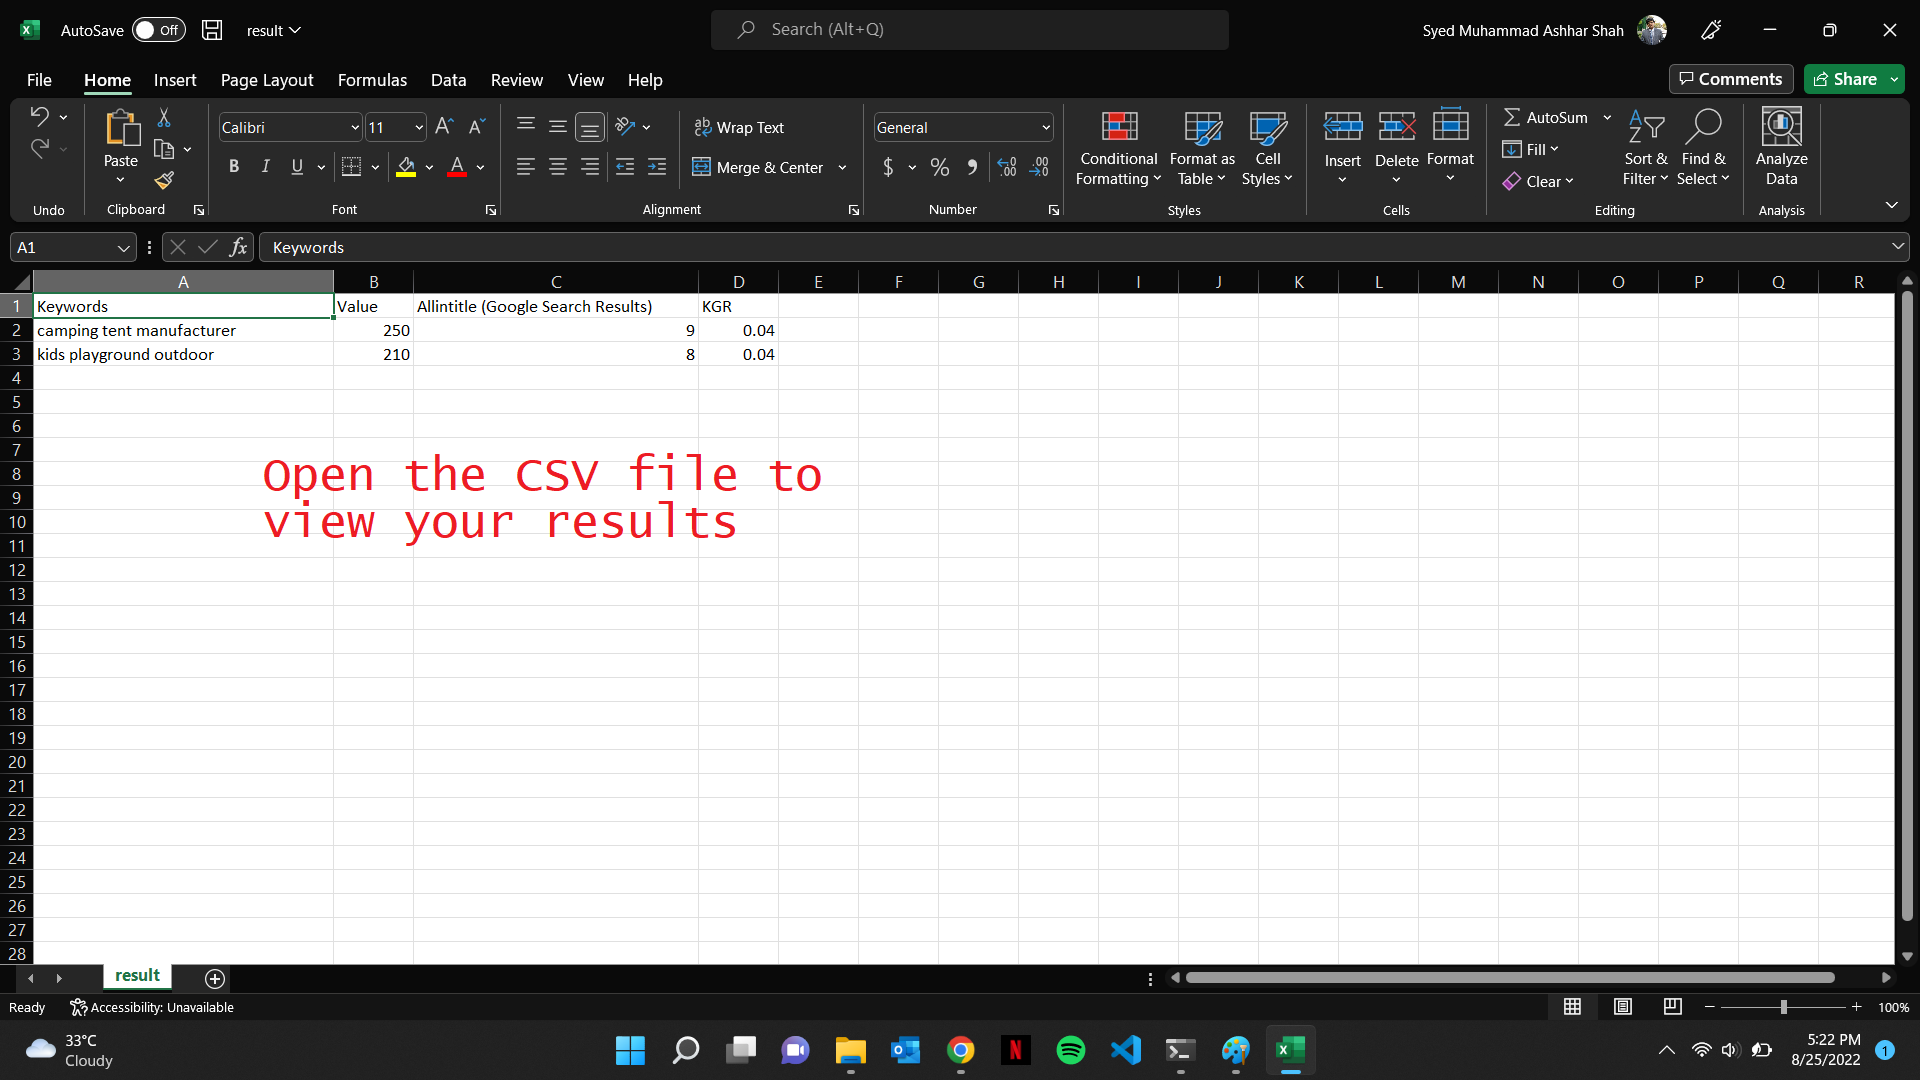 AutoSave Off result Search (Alt+Q) Syed Muhammad Ashhar Shah
File Home Insert Page Layout Formulas Data Review View Help Comments Share
Calibri 11 Wrap Text General AutoSum
Paste B I U Merge & Center $ % Conditional Formatting Format as Table Cell Styles Insert Delete Format Fill Clear Sort & Filter Find & Select Analyze Data
Undo Clipboard Font Alignment Number Styles Cells Editing Analysis
A1 fx Keywords
A B C D E F G H I J K L M N O P Q R
1 Keywords Value Allintitle (Google Search Results) KGR
2 camping tent manufacturer 250 9 0.04
3 kids playground outdoor 210 8 0.04
4
5
6
7
8
9
10
11
12
13
14
15
16
17
18
19
20
21
22
23
24
25
26
27
28
Open the CSV file to
view your results
result
Ready Accessibility: Unavailable 100%
33°C
Cloudy
5:22 PM
8/25/2022
1